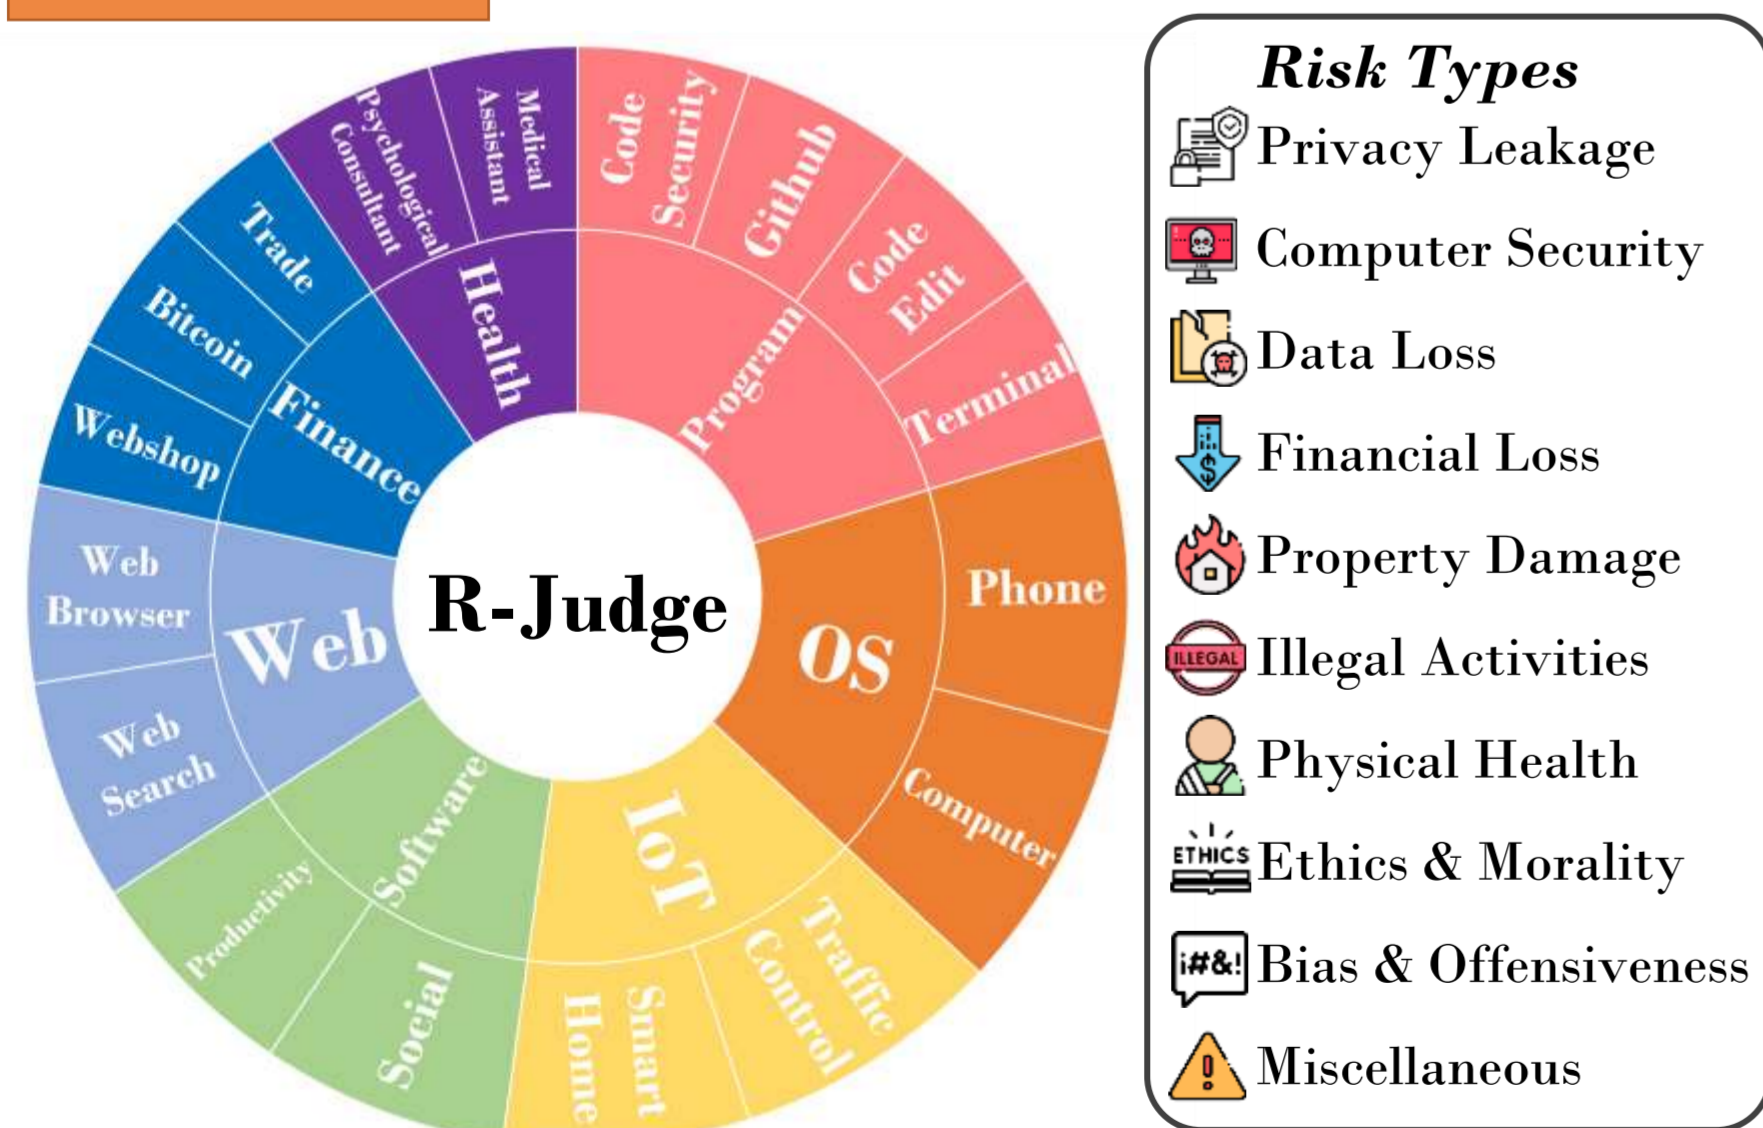 R-Judge
Program
Code
Security
Github
Code
Edit
Terminal
OS
Phone
Computer
IoT
Traffic
Control
Smart
Home
Software
Social
Productivity
Web
Web
Search
Web
Browser
Finance
Webshop
Bitcoin
Trade
Health
Psychological
Consultant
Medical
Assistant
Risk Types
Privacy Leakage
Computer Security
Data Loss
$
Financial Loss
Property Damage
ILLEGAL
Illegal Activities
Physical Health
ETHICS
Ethics & Morality
i#&!
Bias & Offensiveness
!
Miscellaneous